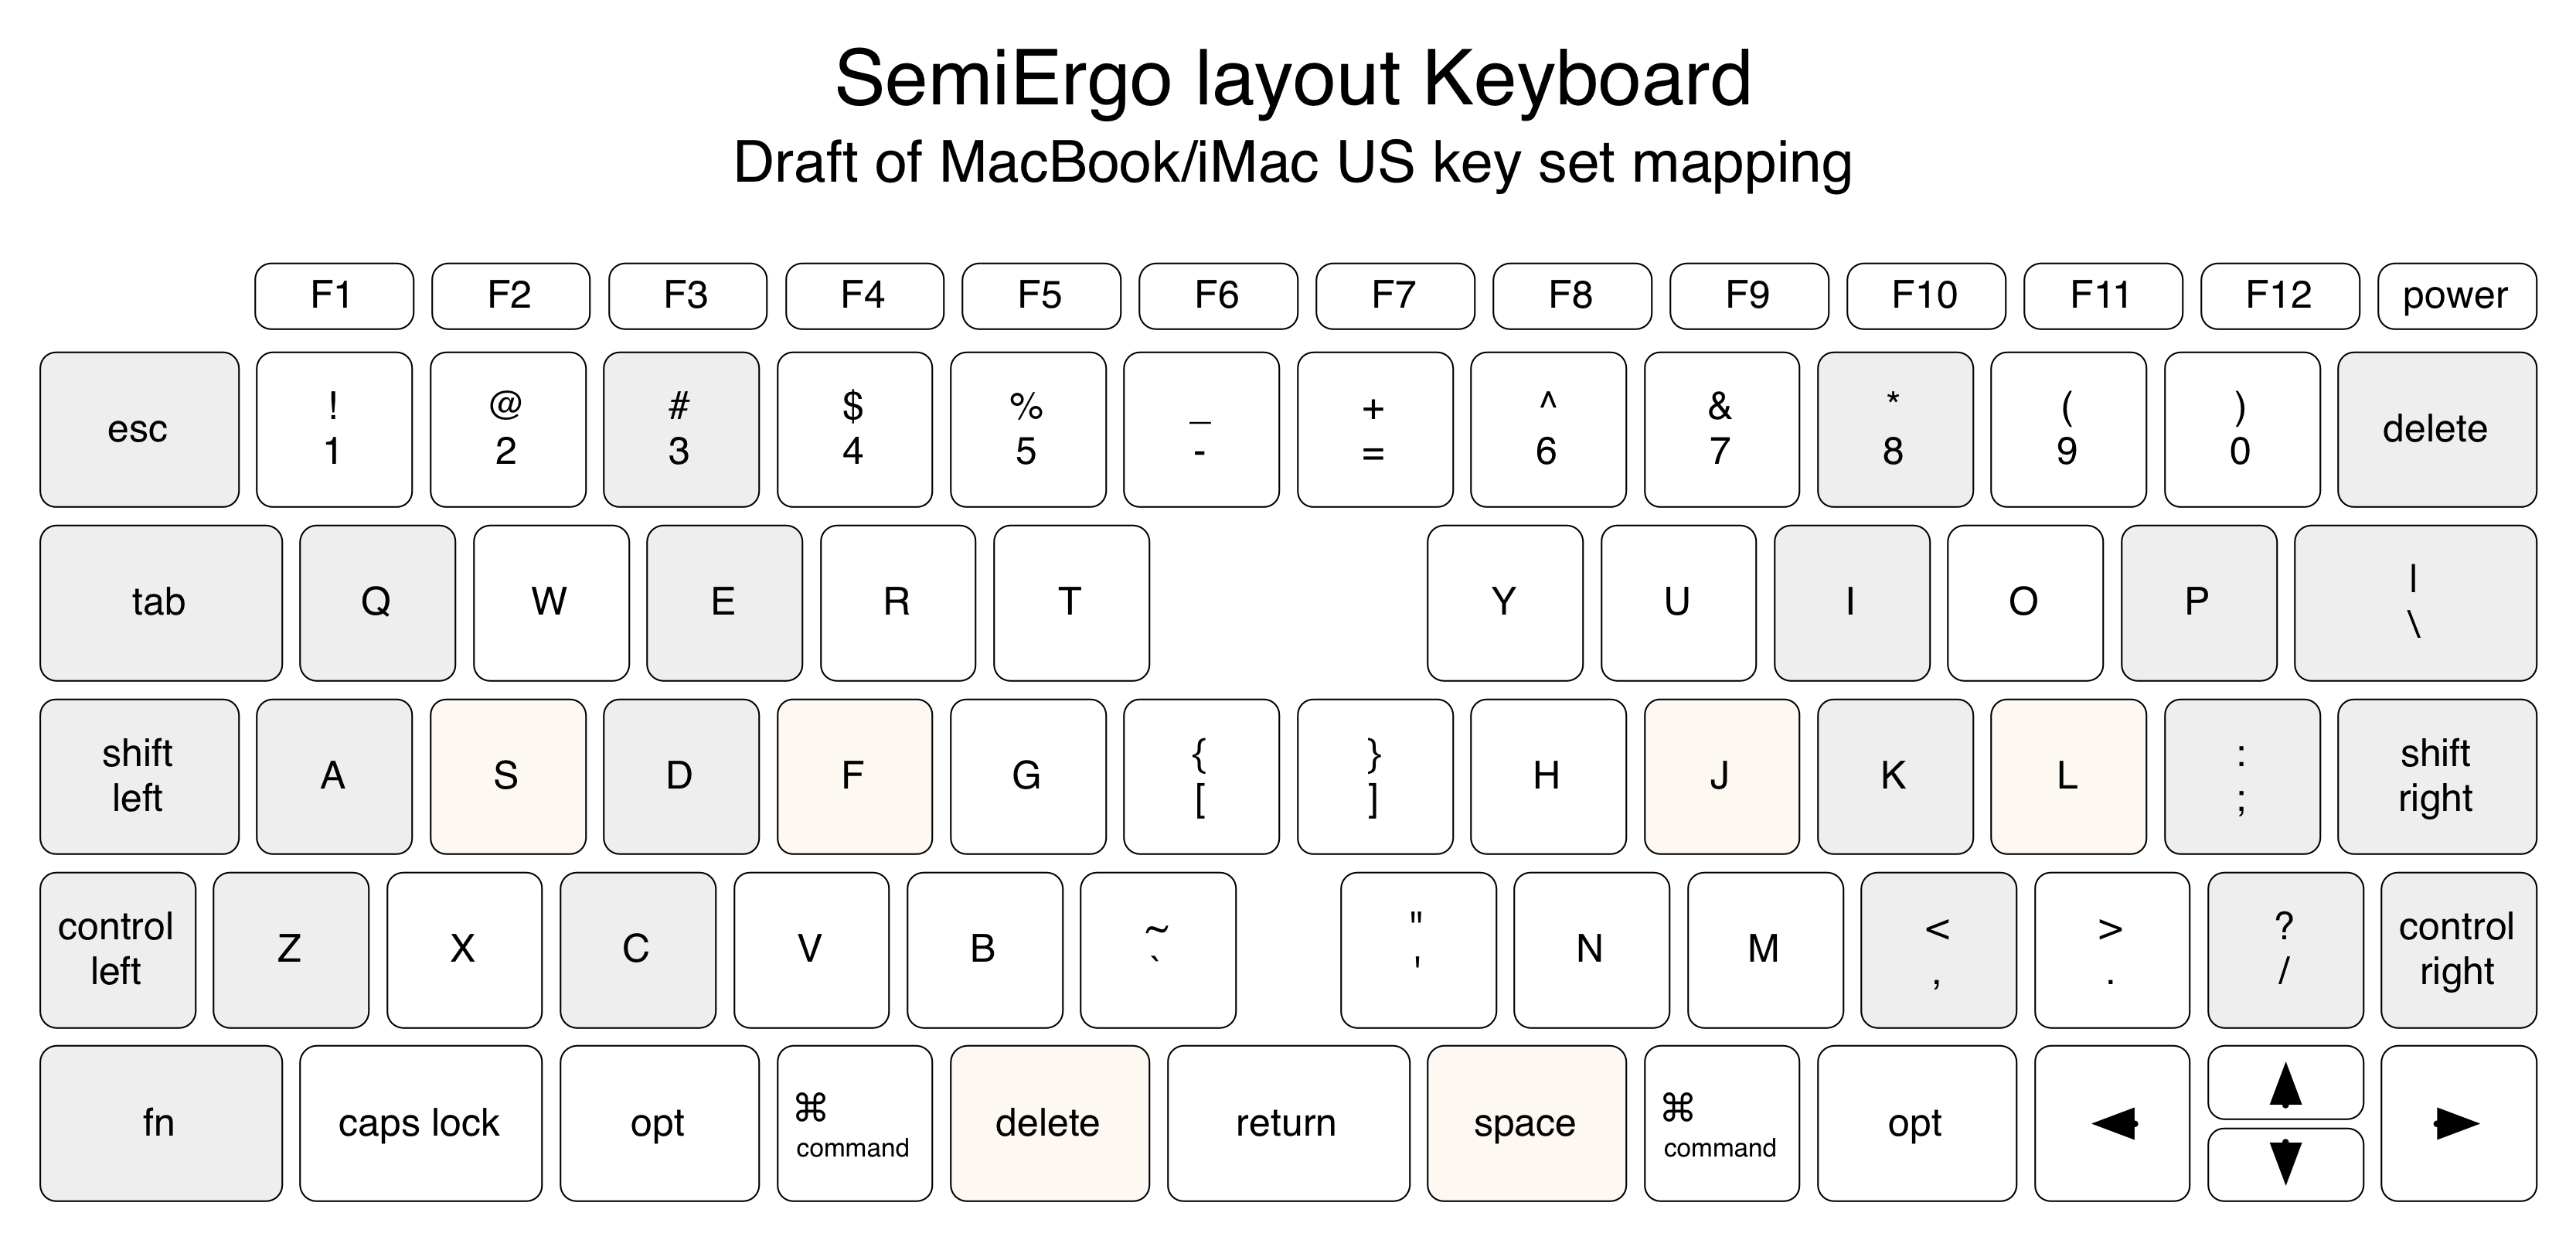 SemiErgo layout Keyboard
Draft of MacBook/iMac US key set mapping
F1 F2 F3 F4 F5 F6 F7 F8 F9 F10 F11 F12 power
esc ! 1 @ 2 # 3 $ 4 % 5 _ - + = ^ 6 & 7 * 8 ( 9 ) 0 delete
tab Q W E R T Y U I O P | \
shift left A S D F G { [ } ] H J K L : ; shift right
control left Z X C V B ~ ` " ' N M < , > . ? / control right
fn caps lock opt ⌘ command delete return space ⌘ command opt ◀ ▲ ▼ ▶